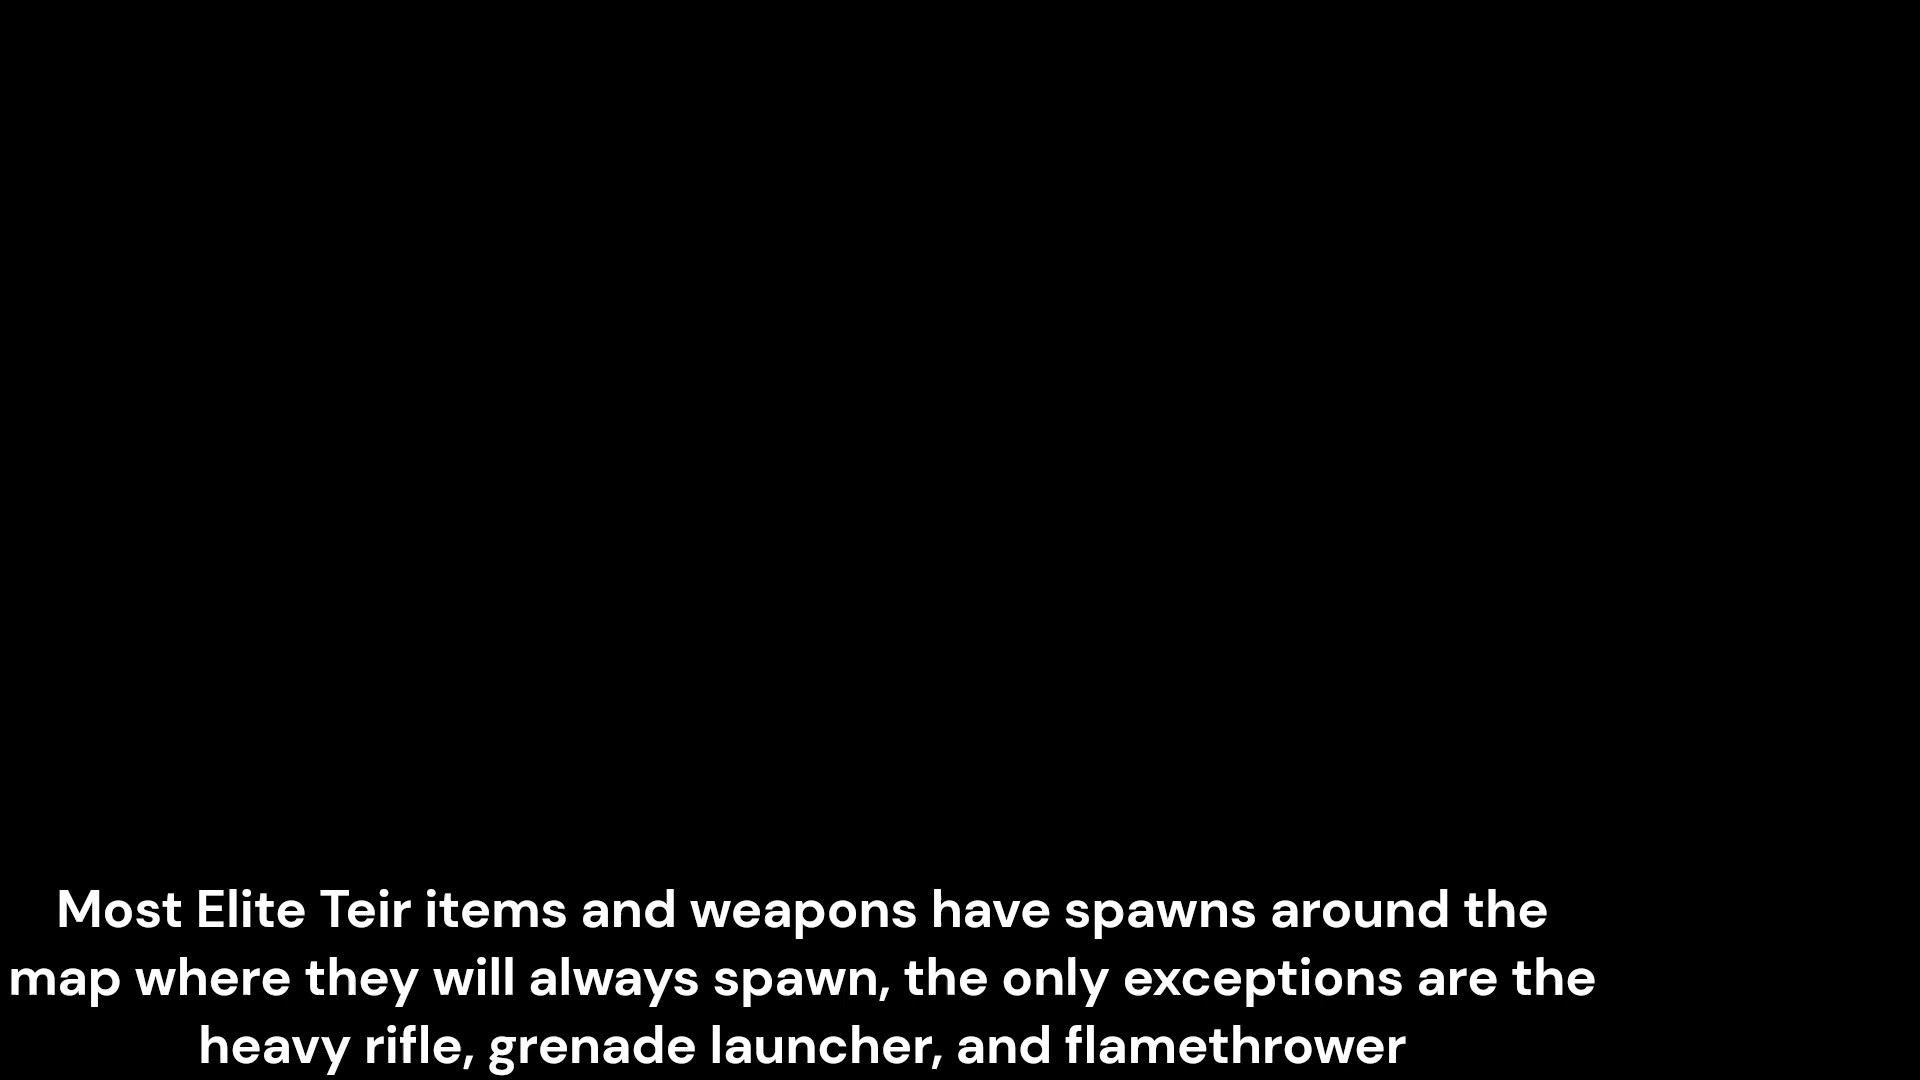 Most Elite Teir items and weapons have spawns around the
map where they will always spawn, the only exceptions are the
heavy rifle, grenade launcher, and flamethrower